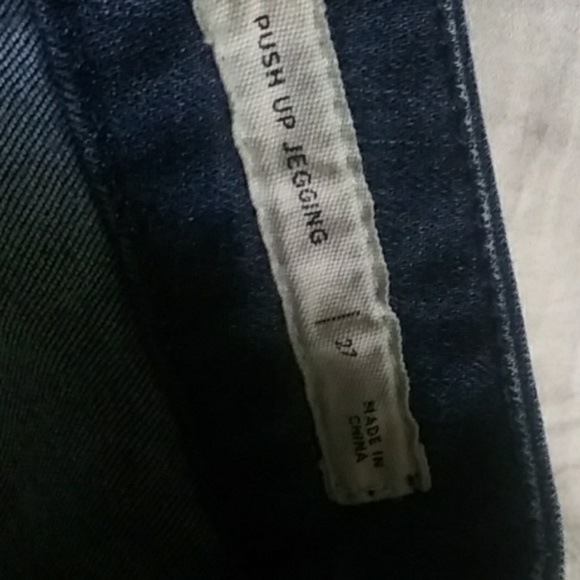 PUSH UP JEGGING
27
MADE IN
CHINA